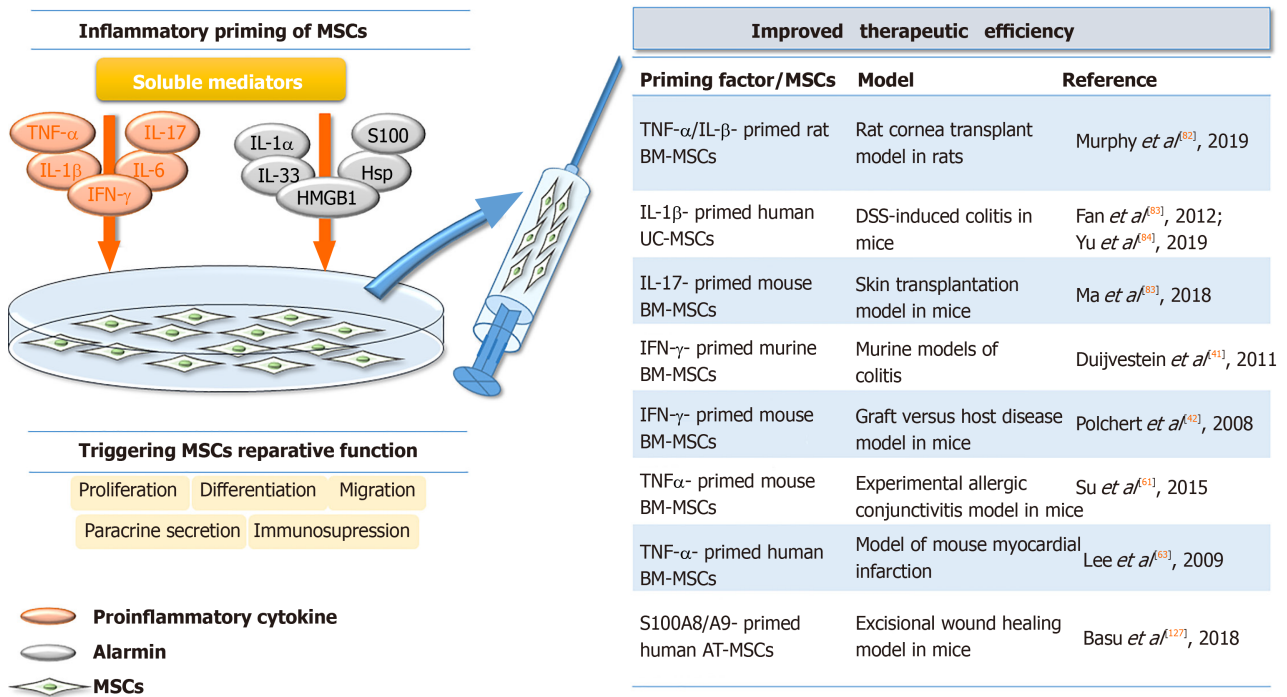 Inflammatory priming of MSCs
Soluble mediators
TNF-α
IL-17
IL-1β
IL-6
IFN-γ
IL-1α
S100
IL-33
Hsp
HMGB1
Triggering MSCs reparative function
Proliferation
Differentiation
Migration
Paracrine secretion
Immunosupression
Proinflammatory cytokine
Alarmin
MSCs
Improved therapeutic efficiency
Priming factor/MSCs
Model
Reference
TNF-α/IL-β- primed rat
BM-MSCs
Rat cornea transplant
model in rats
Murphy et al[82], 2019
IL-1β- primed human
UC-MSCs
DSS-induced colitis in
mice
Fan et al[83], 2012;
Yu et al[84], 2019
IL-17- primed mouse
BM-MSCs
Skin transplantation
model in mice
Ma et al[83], 2018
IFN-γ- primed murine
BM-MSCs
Murine models of
colitis
Duijvestein et al[41], 2011
IFN-γ- primed mouse
BM-MSCs
Graft versus host disease
model in mice
Polchert et al[42], 2008
TNFα- primed mouse
BM-MSCs
Experimental allergic
conjunctivitis model in mice
Su et al[61], 2015
TNF-α- primed human
BM-MSCs
Model of mouse myocardial
infarction
Lee et al[63], 2009
S100A8/A9- primed
human AT-MSCs
Excisional wound healing
model in mice
Basu et al[127], 2018